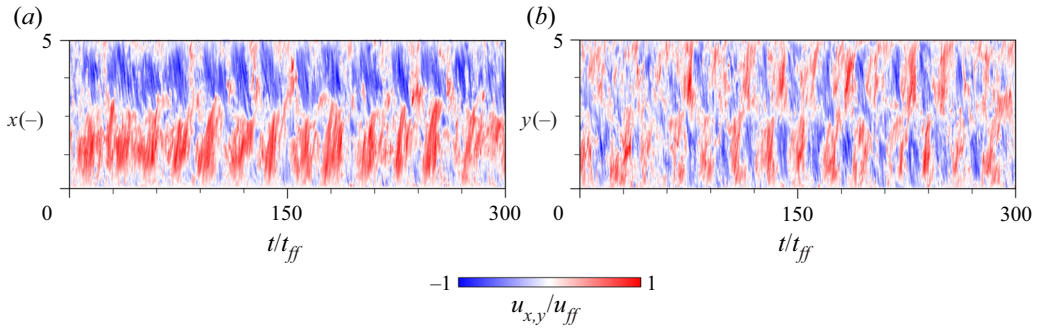 (a) (b)
5 5
x(–) y(–)
0 150 300 0 150 300
t/t_ff t/t_ff
–1 1
u_x,y/u_ff